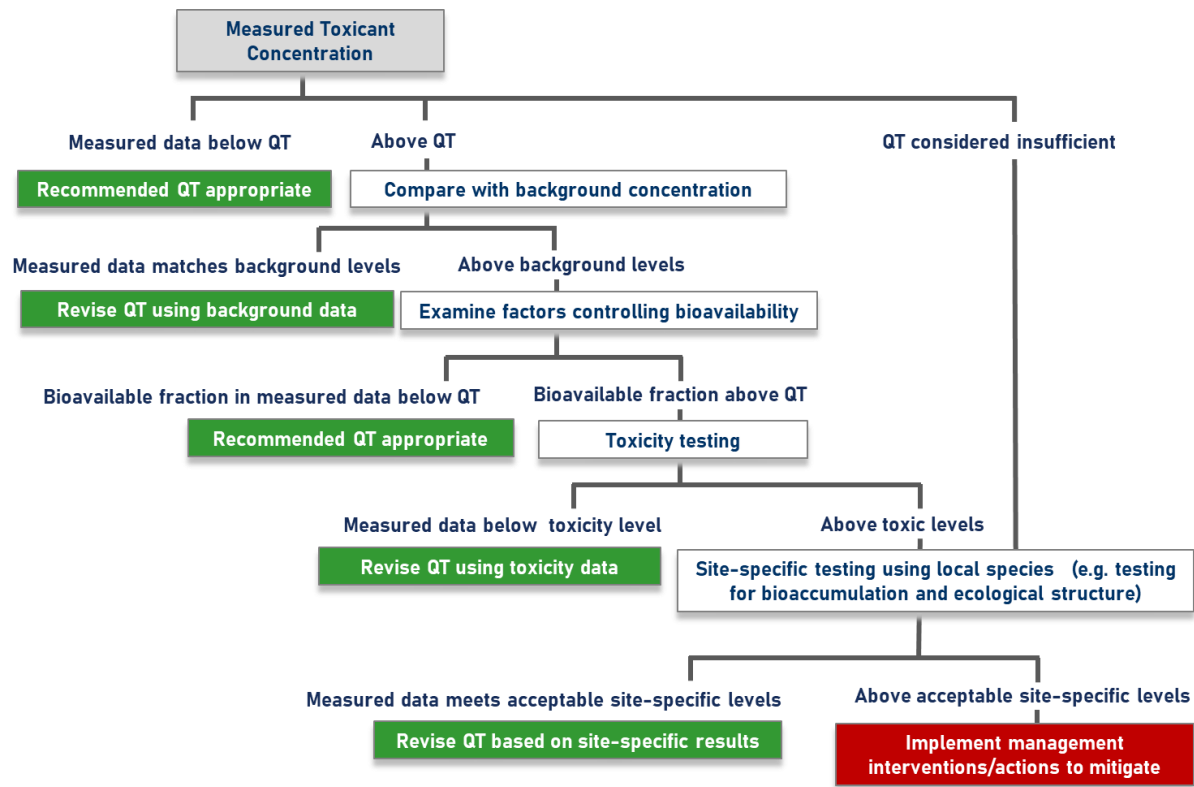 Measured Toxicant
Concentration
Measured data below QT
Above QT
QT considered insufficient
Recommended QT appropriate
Compare with background concentration
Measured data matches background levels
Above background levels
Revise QT using background data
Examine factors controlling bioavailability
Bioavailable fraction in measured data below QT
Bioavailable fraction above QT
Recommended QT appropriate
Toxicity testing
Measured data below toxicity level
Above toxic levels
Revise QT using toxicity data
Site-specific testing using local species (e.g. testing
for bioaccumulation and ecological structure)
Measured data meets acceptable site-specific levels
Above acceptable site-specific levels
Revise QT based on site-specific results
Implement management
interventions/actions to mitigate